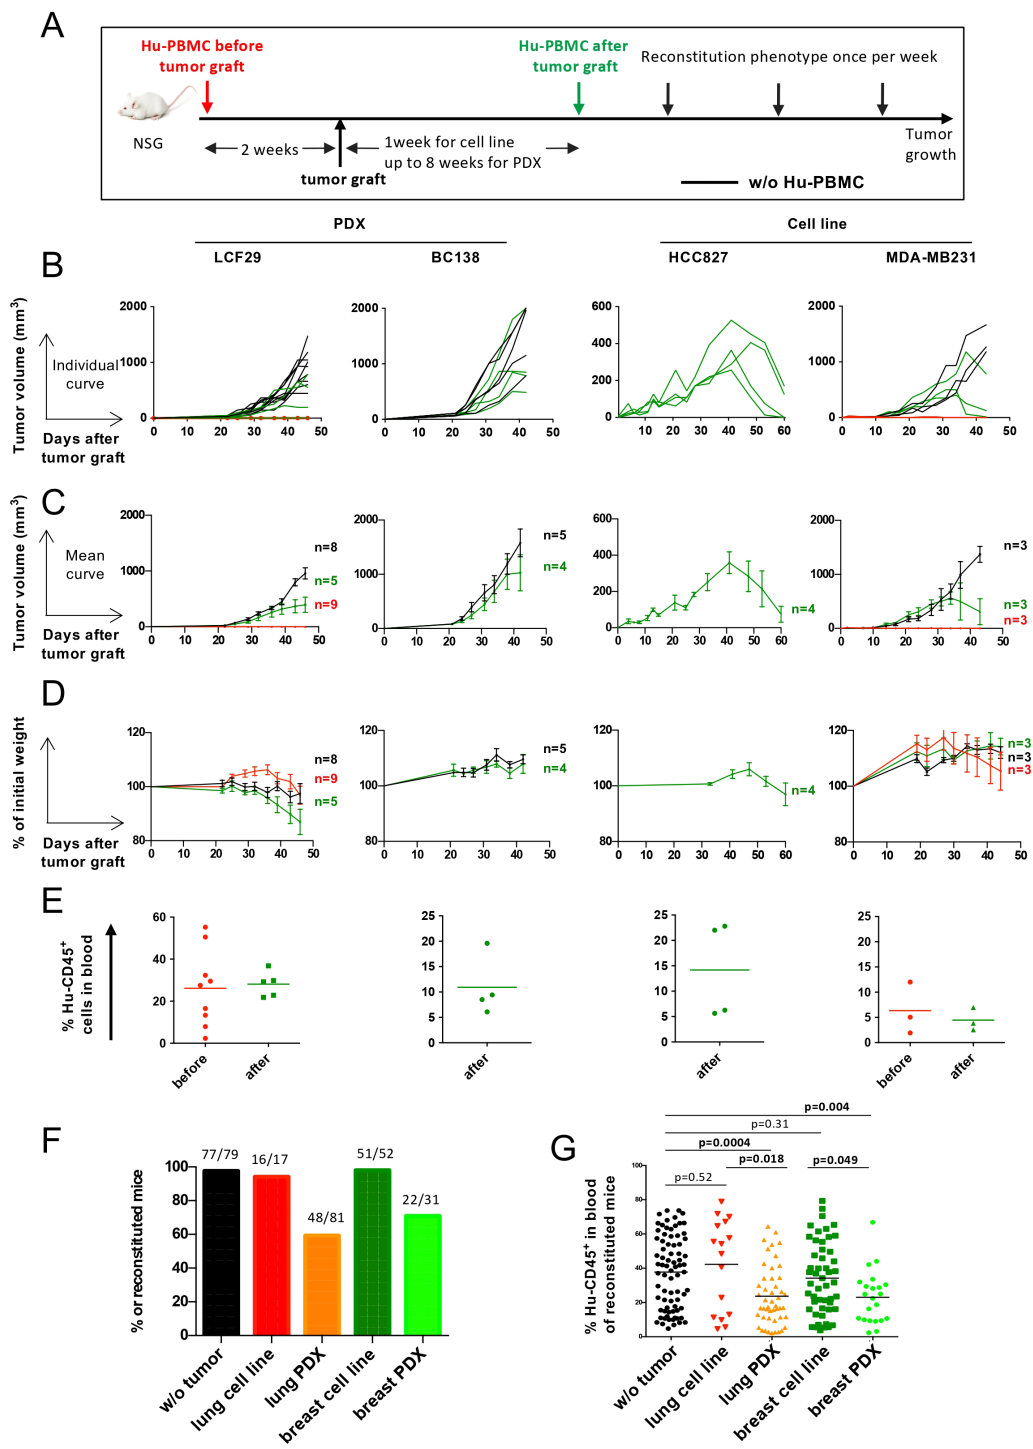 A
Hu-PBMC before
tumor graft
Hu-PBMC after
tumor graft
Reconstitution phenotype once per week
NSG
2 weeks
1week for cell line
up to 8 weeks for PDX
tumor graft
Tumor
growth
w/o Hu-PBMC
PDX
Cell line
B
LCF29
BC138
HCC827
MDA-MB231
Tumor volume (mm3)
Individual
curve
Days after
tumor graft
2000
1000
0
0 10 20 30 40 50
2000
1000
0
0 10 20 30 40 50
600
400
200
0
10 20 30 40 50 60
2000
1000
0
0 10 20 30 40 50
C
Tumor volume (mm3)
Mean
curve
Days after
tumor graft
2000
1000
0
0 10 20 30 40 50
n=8
n=5
n=9
2000
1000
0
0 10 20 30 40 50
n=5
n=4
600
400
200
0
0 10 20 30 40 50 60
n=4
2000
1000
0
0 10 20 30 40 50
n=3
n=3
n=3
D
% of initial weight
Days after
tumor graft
120
100
80
0 10 20 30 40 50
n=8
n=9
n=5
120
100
80
0 10 20 30 40 50
n=5
n=4
120
100
80
0 10 20 30 40 50 60
n=4
120
100
80
0 10 20 30 40 50
n=3
n=3
n=3
E
% Hu-CD45+
cells in blood
60
40
20
0
before
after
25
20
15
10
5
0
after
25
20
15
10
5
0
after
25
20
15
10
5
0
before
after
F
% or reconstituted mice
100
80
60
40
20
0
77/79
16/17
48/81
51/52
22/31
w/o tumor
lung cell line
lung PDX
breast cell line
breast PDX
G
p=0.004
p=0.31
p=0.0004
p=0.018
p=0.049
p=0.52
% Hu-CD45+ in blood
of reconstituted mice
100
80
60
40
20
0
w/o tumor
lung cell line
lung PDX
breast cell line
breast PDX